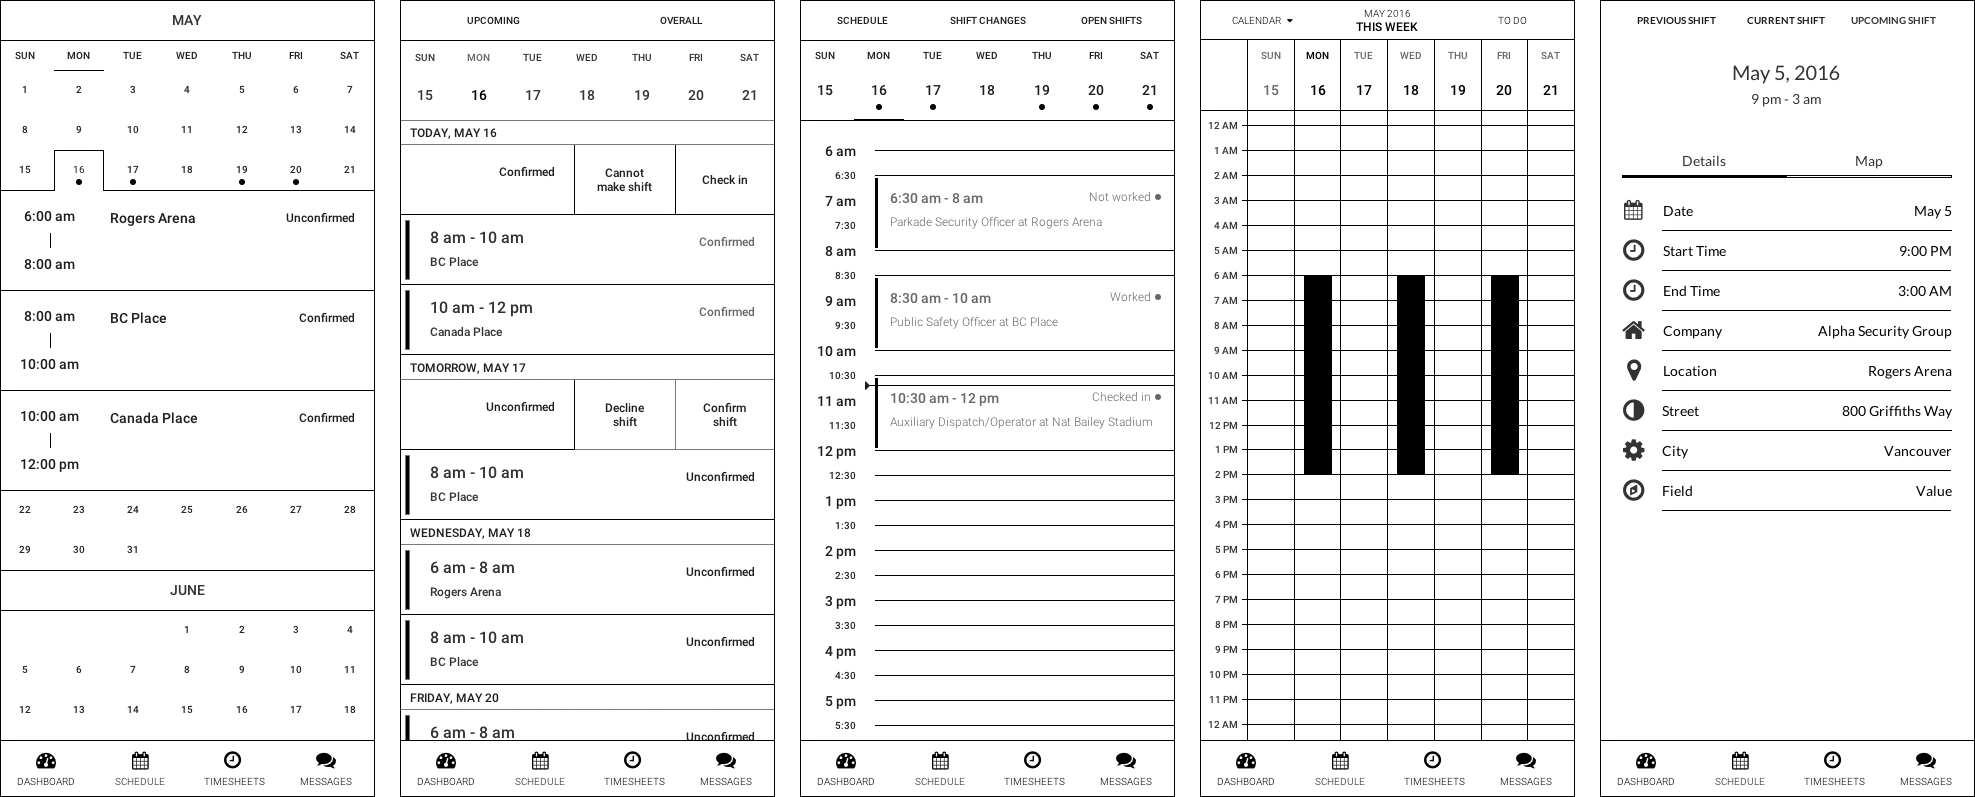 MAY
SUN MON TUE WED THU FRI SAT
1 2 3 4 5 6 7
8 9 10 11 12 13 14
15 16 17 18 19 20 21
6:00 am Rogers Arena Unconfirmed
8:00 am
8:00 am BC Place Confirmed
10:00 am
10:00 am Canada Place Confirmed
12:00 pm
22 23 24 25 26 27 28
29 30 31
JUNE
1 2 3 4
5 6 7 8 9 10 11
12 13 14 15 16 17 18
DASHBOARD SCHEDULE TIMESHEETS MESSAGES
UPCOMING OVERALL
SUN MON TUE WED THU FRI SAT
15 16 17 18 19 20 21
TODAY, MAY 16
Confirmed
Cannot
make shift
Check in
8 am - 10 am Confirmed
BC Place
10 am - 12 pm Confirmed
Canada Place
TOMORROW, MAY 17
Unconfirmed
Decline
shift
Confirm
shift
8 am - 10 am Unconfirmed
BC Place
WEDNESDAY, MAY 18
6 am - 8 am Unconfirmed
Rogers Arena
8 am - 10 am Unconfirmed
BC Place
FRIDAY, MAY 20
6 am - 8 am Unconfirmed
DASHBOARD SCHEDULE TIMESHEETS MESSAGES
SCHEDULE SHIFT CHANGES OPEN SHIFTS
SUN MON TUE WED THU FRI SAT
15 16 17 18 19 20 21
6 am
6:30
6:30 am - 8 am Not worked
7 am
7:30 Parkade Security Officer at Rogers Arena
8 am
8:30
8:30 am - 10 am Worked
9 am
9:30 Public Safety Officer at BC Place
10 am
10:30
10:30 am - 12 pm Checked in
11 am
11:30 Auxiliary Dispatch/Operator at Nat Bailey Stadium
12 pm
12:30
1 pm
1:30
2 pm
2:30
3 pm
3:30
4 pm
4:30
5 pm
5:30
DASHBOARD SCHEDULE TIMESHEETS MESSAGES
CALENDAR
MAY 2016
THIS WEEK
TO DO
SUN MON TUE WED THU FRI SAT
15 16 17 18 19 20 21
12 AM
1 AM
2 AM
3 AM
4 AM
5 AM
6 AM
7 AM
8 AM
9 AM
10 AM
11 AM
12 PM
1 PM
2 PM
3 PM
4 PM
5 PM
6 PM
7 PM
8 PM
9 PM
10 PM
11 PM
12 AM
DASHBOARD SCHEDULE TIMESHEETS MESSAGES
PREVIOUS SHIFT CURRENT SHIFT UPCOMING SHIFT
May 5, 2016
9 pm - 3 am
Details Map
Date May 5
Start Time 9:00 PM
End Time 3:00 AM
Company Alpha Security Group
Location Rogers Arena
Street 800 Griffiths Way
City Vancouver
Field Value
DASHBOARD SCHEDULE TIMESHEETS MESSAGES